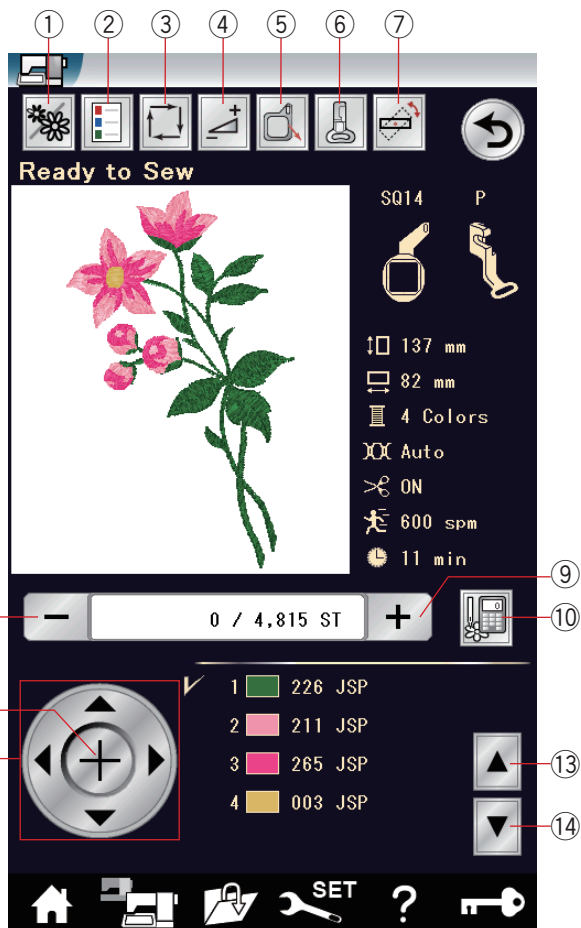 ① ② ③ ④ ⑤ ⑥ ⑦
Ready to Sew
SQ14 P
137 mm
82 mm
4 Colors
Auto
ON
600 spm
11 min
⑨
− 0 / 4,815 ST +
⑩
1 226 JSP
2 211 JSP
3 265 JSP
4 003 JSP
⑬
⑭
SET ?